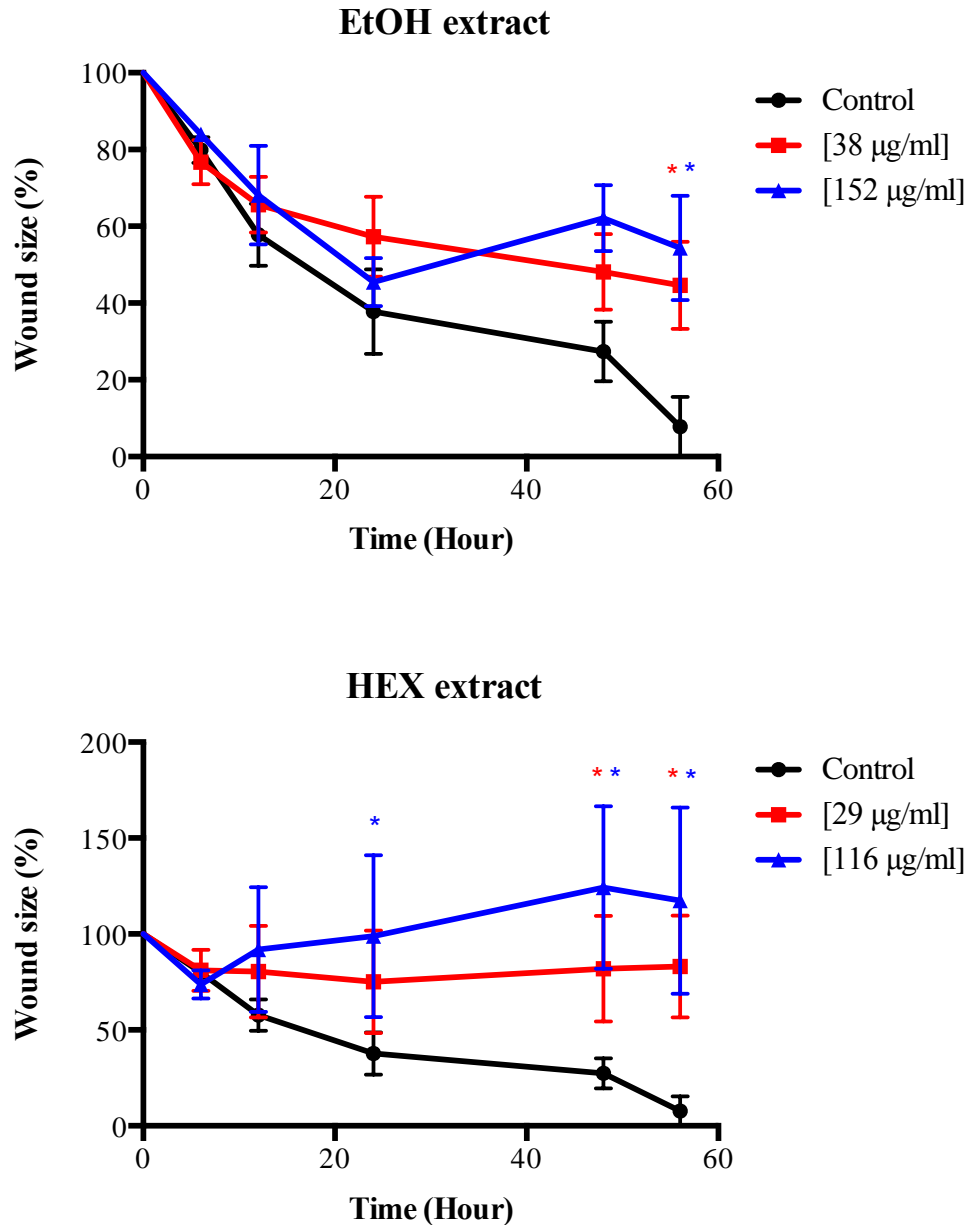 EtOH extract
100
80
60
40
20
0
Wound size (%)
0 20 40 60
Time (Hour)
Control
[38 μg/ml]
[152 μg/ml]
* *
HEX extract
200
150
100
50
0
Wound size (%)
0 20 40 60
Time (Hour)
Control
[29 μg/ml]
[116 μg/ml]
* * * *
*